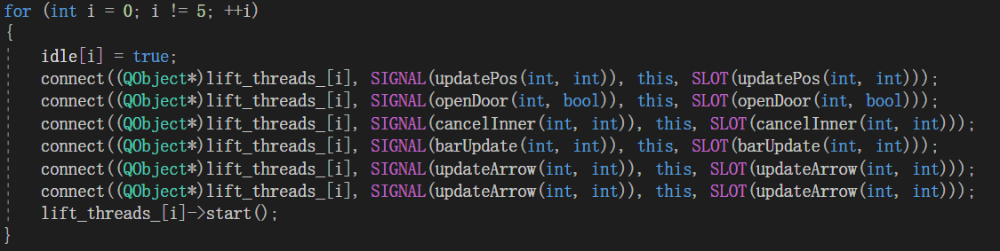 for (int i = 0; i != 5; ++i)
{
idle[i] = true;
connect((QObject*)lift_threads_[i], SIGNAL(updatePos(int, int)), this, SLOT(updatePos(int, int)));
connect((QObject*)lift_threads_[i], SIGNAL(openDoor(int, bool)), this, SLOT(openDoor(int, bool)));
connect((QObject*)lift_threads_[i], SIGNAL(cancelInner(int, int)), this, SLOT(cancelInner(int, int)));
connect((QObject*)lift_threads_[i], SIGNAL(barUpdate(int, int)), this, SLOT(barUpdate(int, int)));
connect((QObject*)lift_threads_[i], SIGNAL(updateArrow(int, int)), this, SLOT(updateArrow(int, int)));
connect((QObject*)lift_threads_[i], SIGNAL(updateArrow(int, int)), this, SLOT(updateArrow(int, int)));
lift_threads_[i]->start();
}